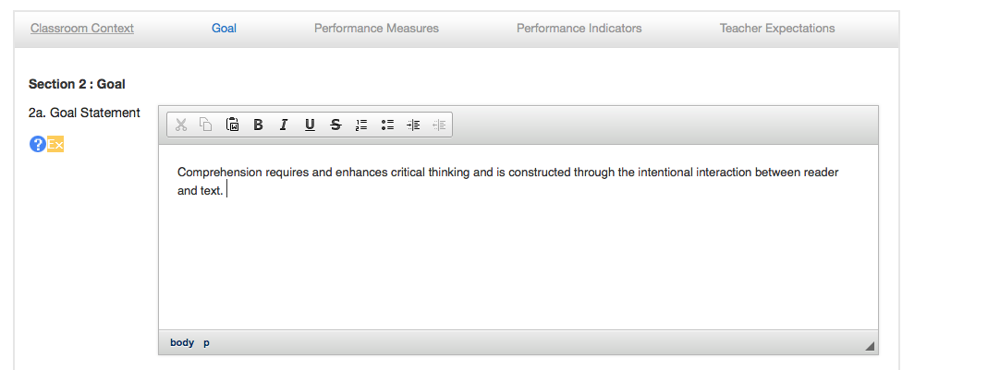 Classroom Context Goal Performance Measures Performance Indicators Teacher Expectations
Section 2 : Goal
2a. Goal Statement
? Ex
B I U S
Comprehension requires and enhances critical thinking and is constructed through the intentional interaction between reader
and text.
body p